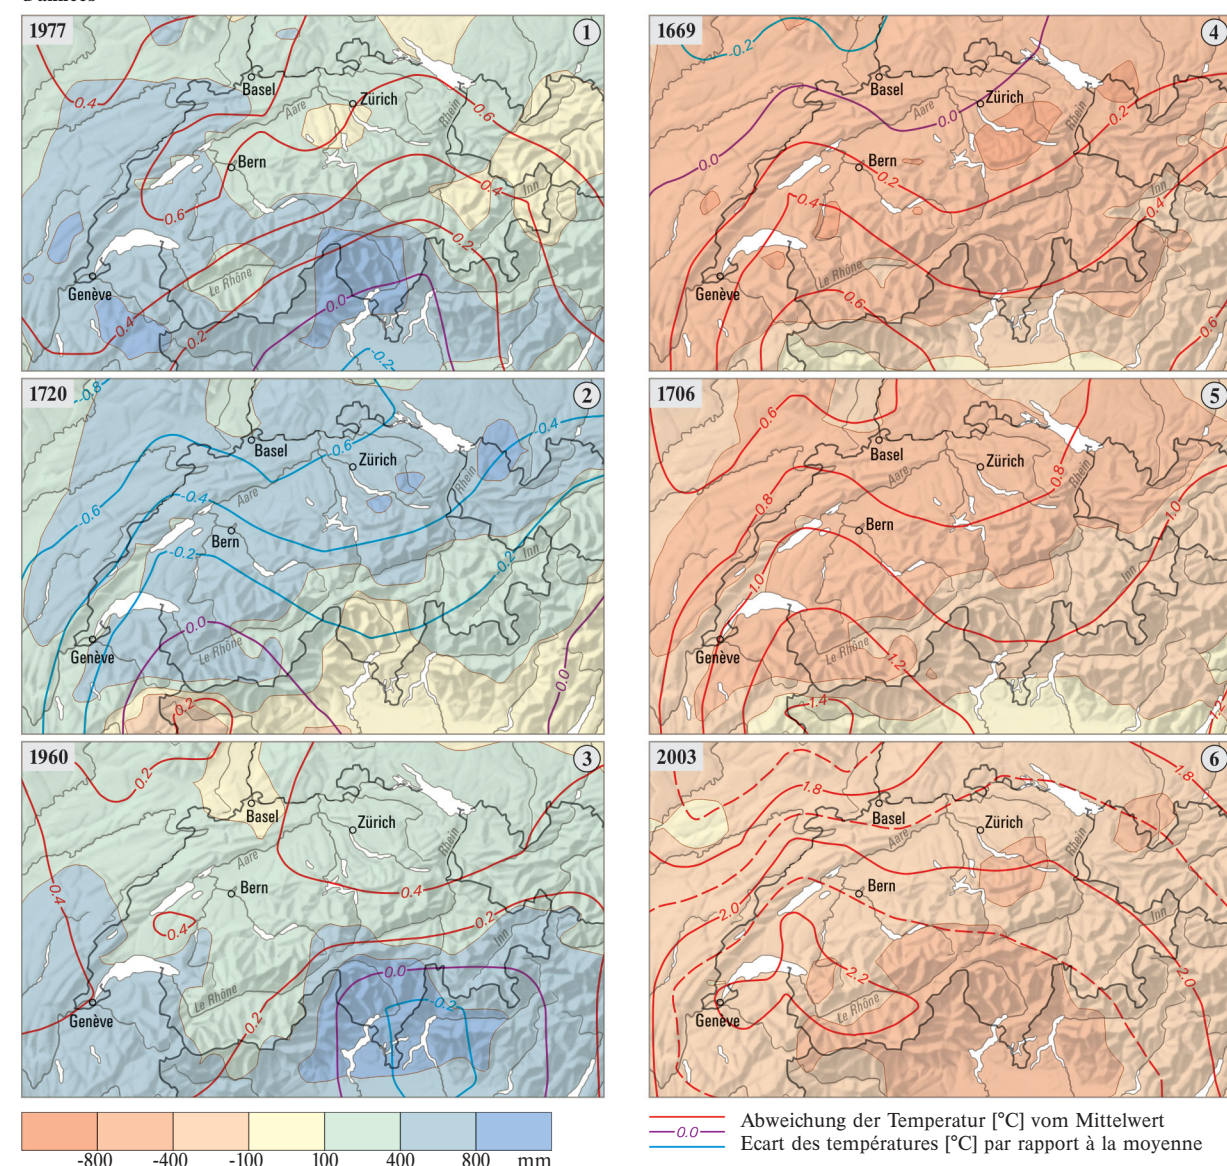 1977
1
0.4
Basel
Zürich
Aare
Rhein
0.6
Bern
0.4
Inn
0.6
0.2
Le Rhône
Genève
0.0
0.4
0.2
-0.2
1669
4
-0.2
Basel
Zürich
Aare
Rhein
0.0
0.2
0.0
Bern
0.2
Inn
0.4
0.4
Le Rhône
Genève
0.6
0.6
1720
2
-0.8
Basel
-0.6
-0.4
Zürich
Rhein
-0.4
Aare
-0.6
Bern
-0.2
Inn
-0.2
0.0
Genève
Le Rhône
0.0
0.2
1706
5
0.6
Basel
Zürich
Aare
0.8
Rhein
0.8
1.0
Bern
1.0
Inn
Genève
Le Rhône
1.2
1.4
1.2
1960
3
0.2
Basel
Zürich
Aare
Rhein
0.4
Bern
0.4
0.2
0.4
Inn
0.0
Le Rhône
-0.2
Genève
0.2
2003
6
1.8
1.8
Basel
Zürich
Aare
Rhein
Bern
2.0
Inn
2.2
2.0
Le Rhône
Genève
-800 -400 -100 100 400 800 mm
Abweichung der Temperatur [°C] vom Mittelwert
0.0
Ecart des températures [°C] par rapport à la moyenne